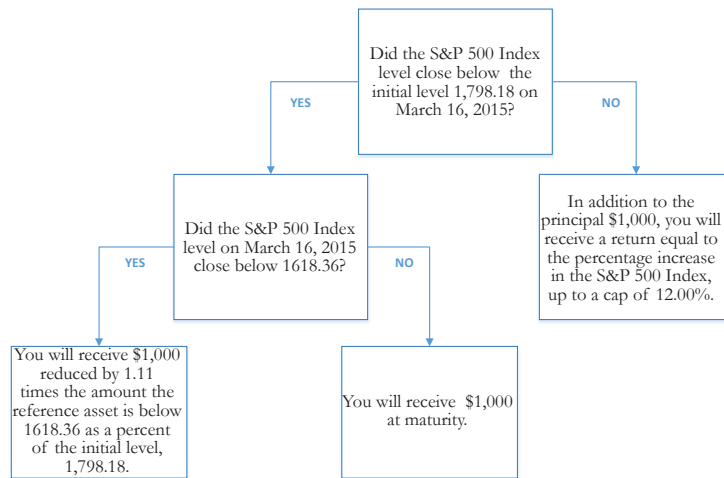 Did the S&P 500 Index
level close below the
initial level 1,798.18 on
March 16, 2015?
YES
NO
Did the S&P 500 Index
level on March 16, 2015
close below 1618.36?
In addition to the
principal $1,000, you will
receive a return equal to
the percentage increase
in the S&P 500 Index,
up to a cap of 12.00%.
YES
NO
You will receive $1,000
reduced by 1.11
times the amount the
reference asset is below
1618.36 as a percent
of the initial level,
1,798.18.
You will receive $1,000
at maturity.